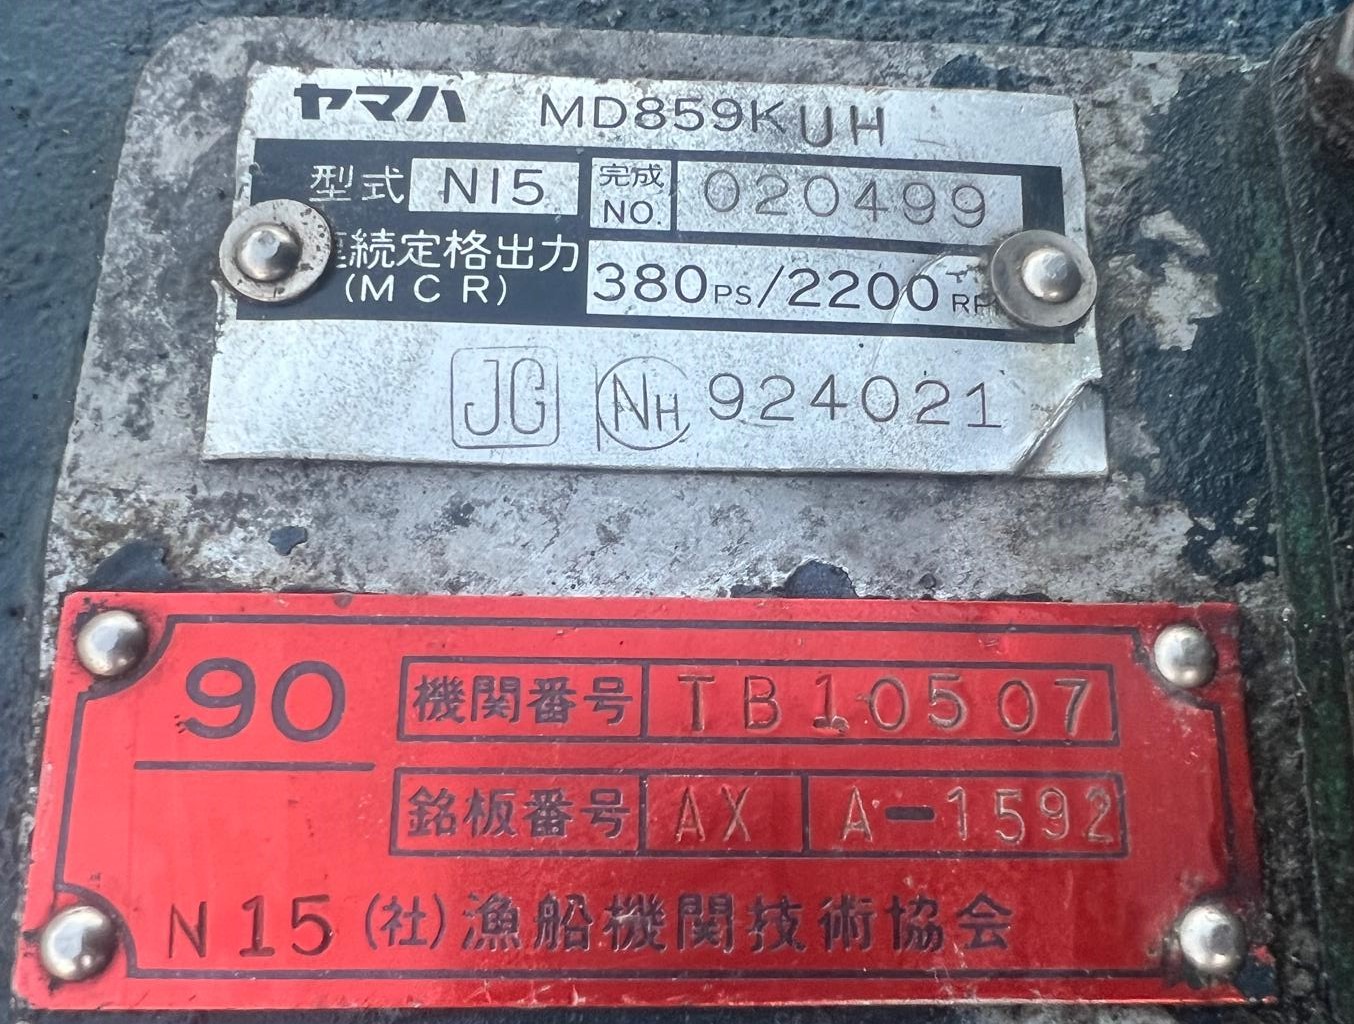 ヤマハ MD859KUH
型式 N15 完成NO. 020499
続定格出力(MCR) 380PS/2200
JG NH 924021
90 機関番号 TB10507
銘板番号 AX A-1592
N15 (社)漁船機関技術協会